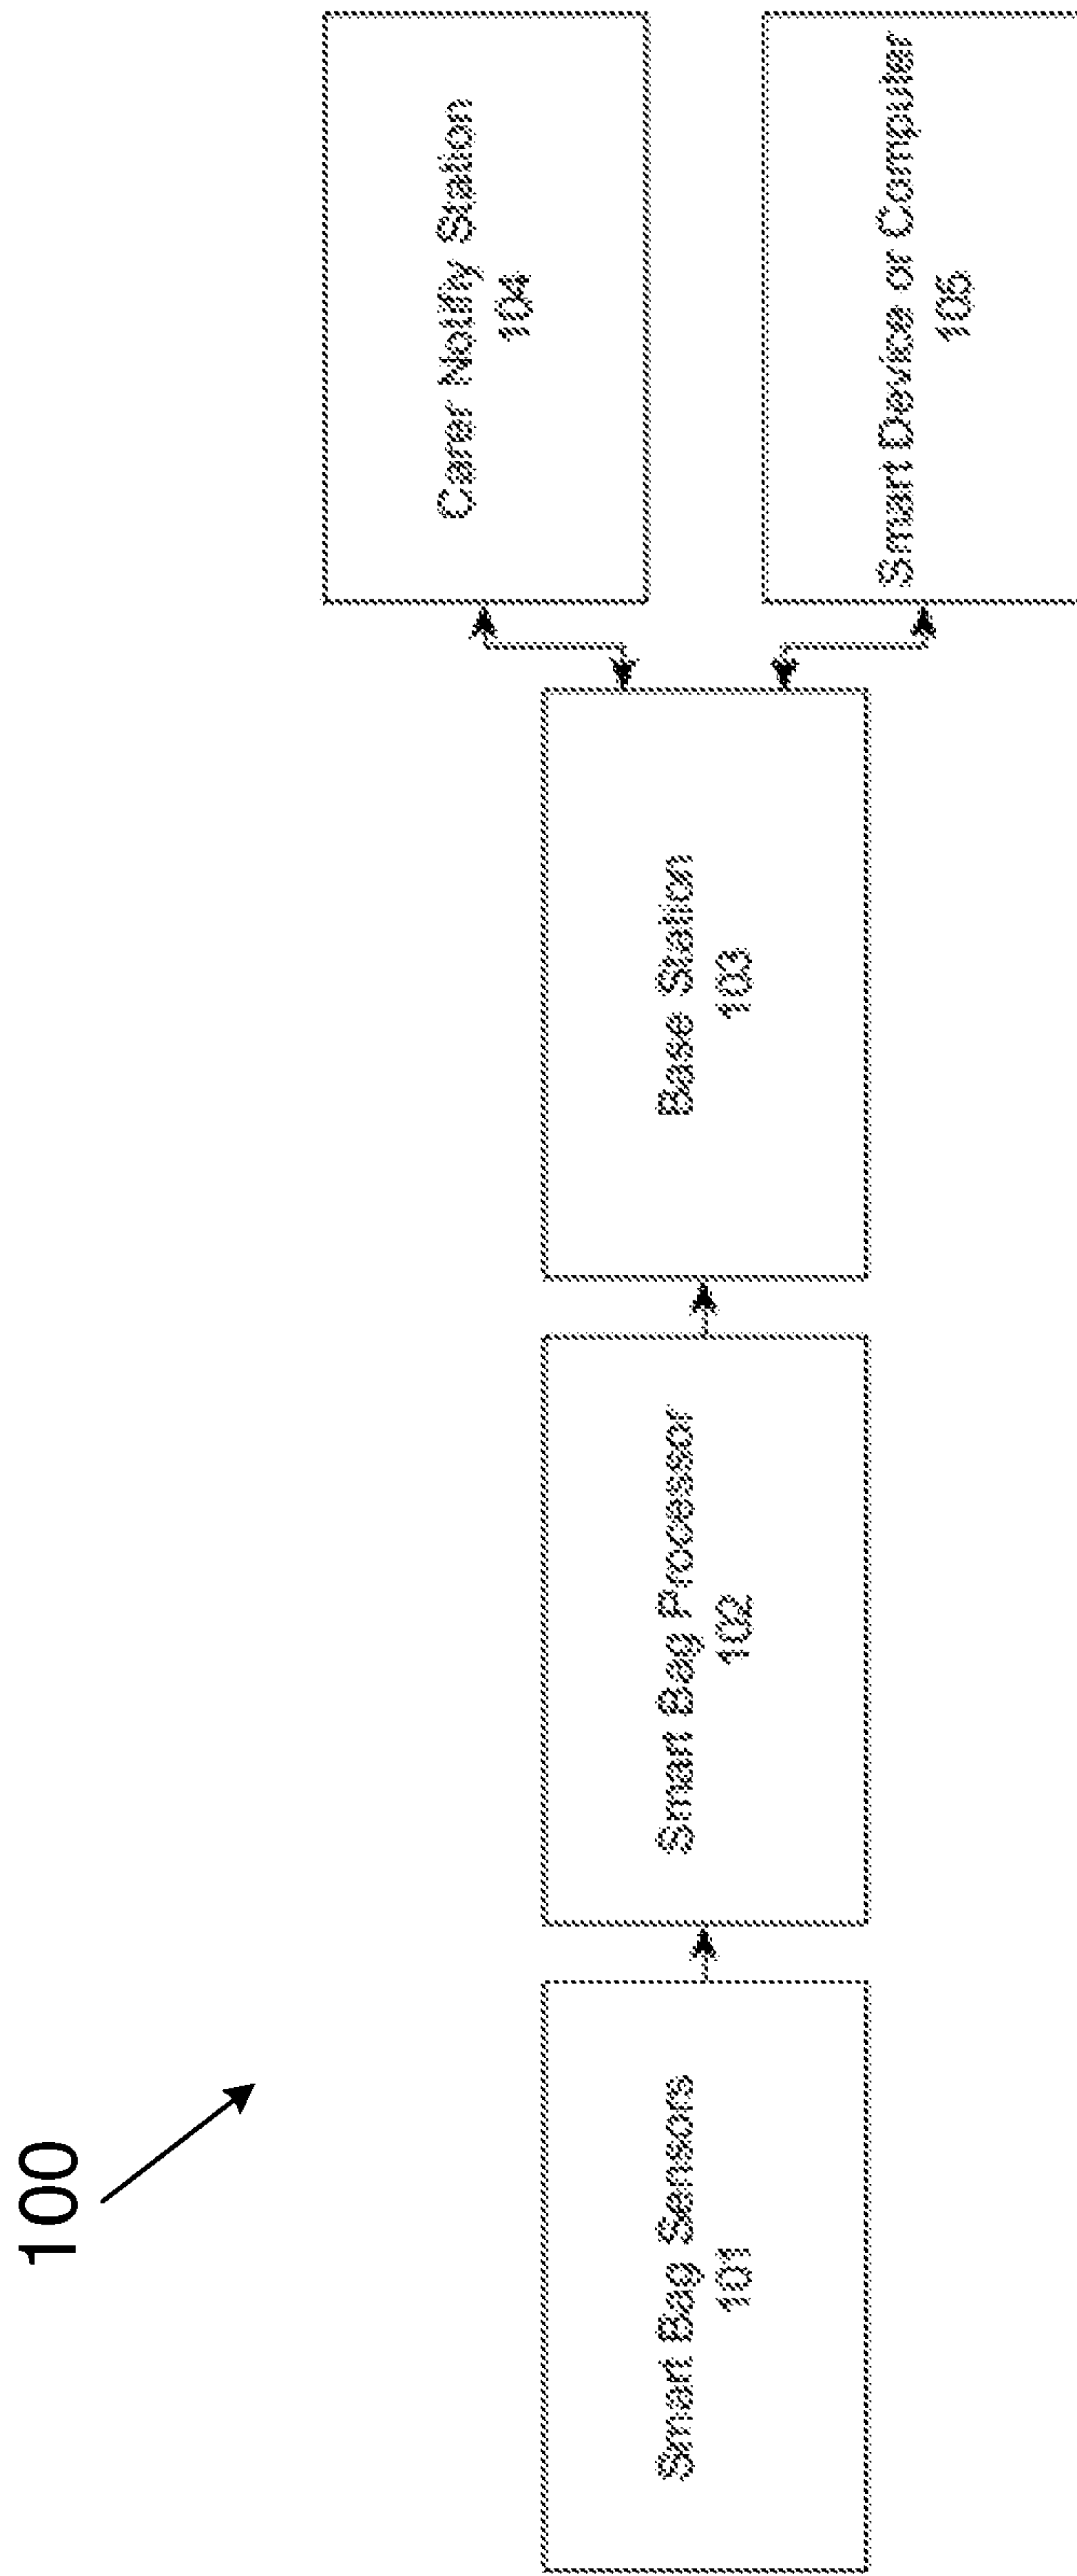 100
Smart Bag Sensors
101
Smart Bag Processor
102
Base Station
103
Carer Notifiy Station
104
Smart Device or Computer
105